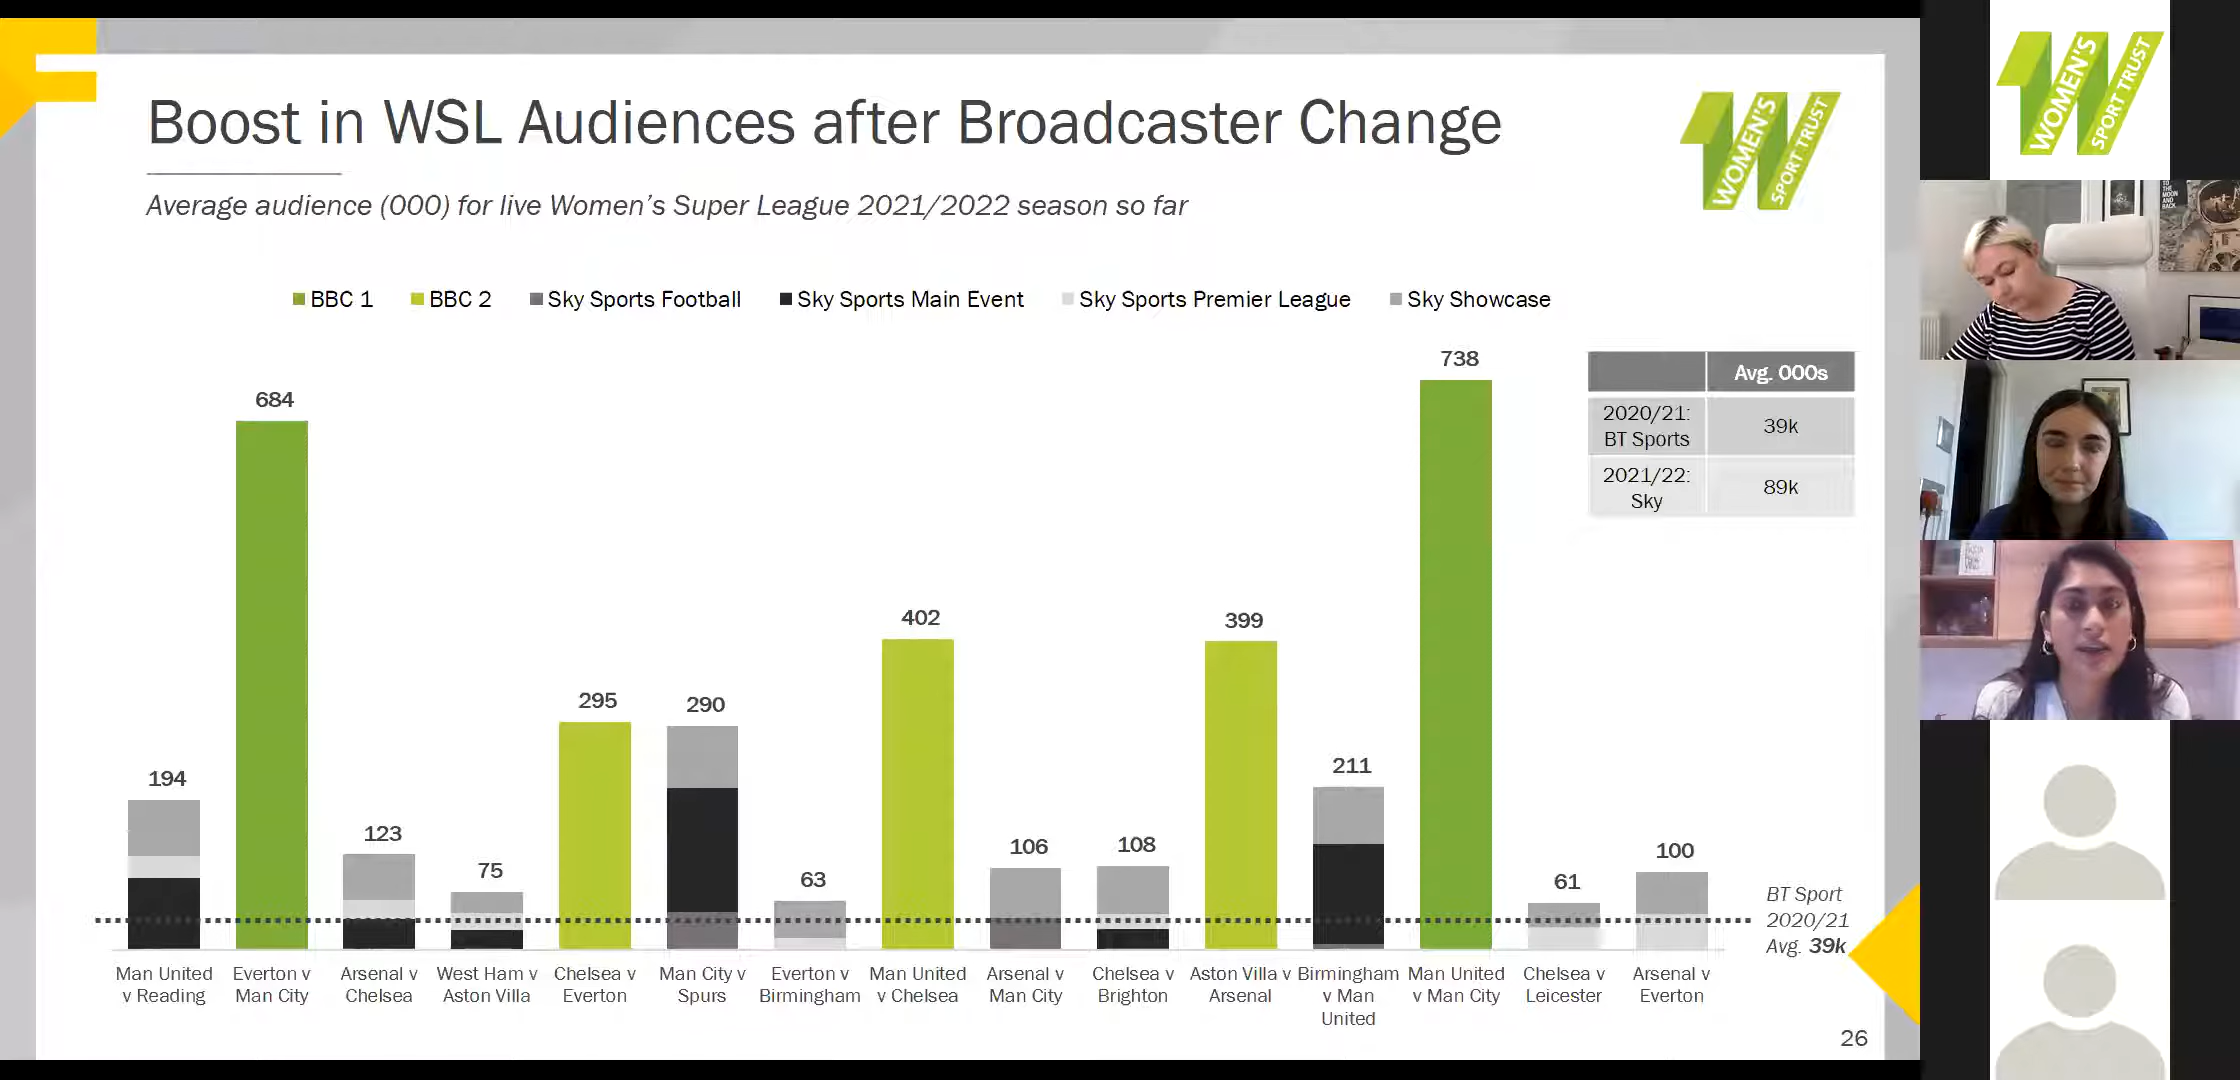 Boost in WSL Audiences after Broadcaster Change
WOMEN'S
SPORT TRUST
Average audience (000) for live Women's Super League 2021/2022 season so far
BBC 1 BBC 2 Sky Sports Football Sky Sports Main Event Sky Sports Premier League Sky Showcase
194
684
123
75
295
290
63
402
106
108
399
211
738
61
100
Avg. 000s
2020/21:
BT Sports
39k
2021/22:
Sky
89k
BT Sport
2020/21
Avg. 39k
Man United
v Reading
Everton v
Man City
Arsenal v
Chelsea
West Ham v
Aston Villa
Chelsea v
Everton
Man City v
Spurs
Everton v
Birmingham
Man United
v Chelsea
Arsenal v
Man City
Chelsea v
Brighton
Aston Villa v
Arsenal
Birmingham
v Man
United
Man United
v Man City
Chelsea v
Leicester
Arsenal v
Everton
26
WOMEN'S
SPORT TRUST
TO
THE
MOON
AND
BACK